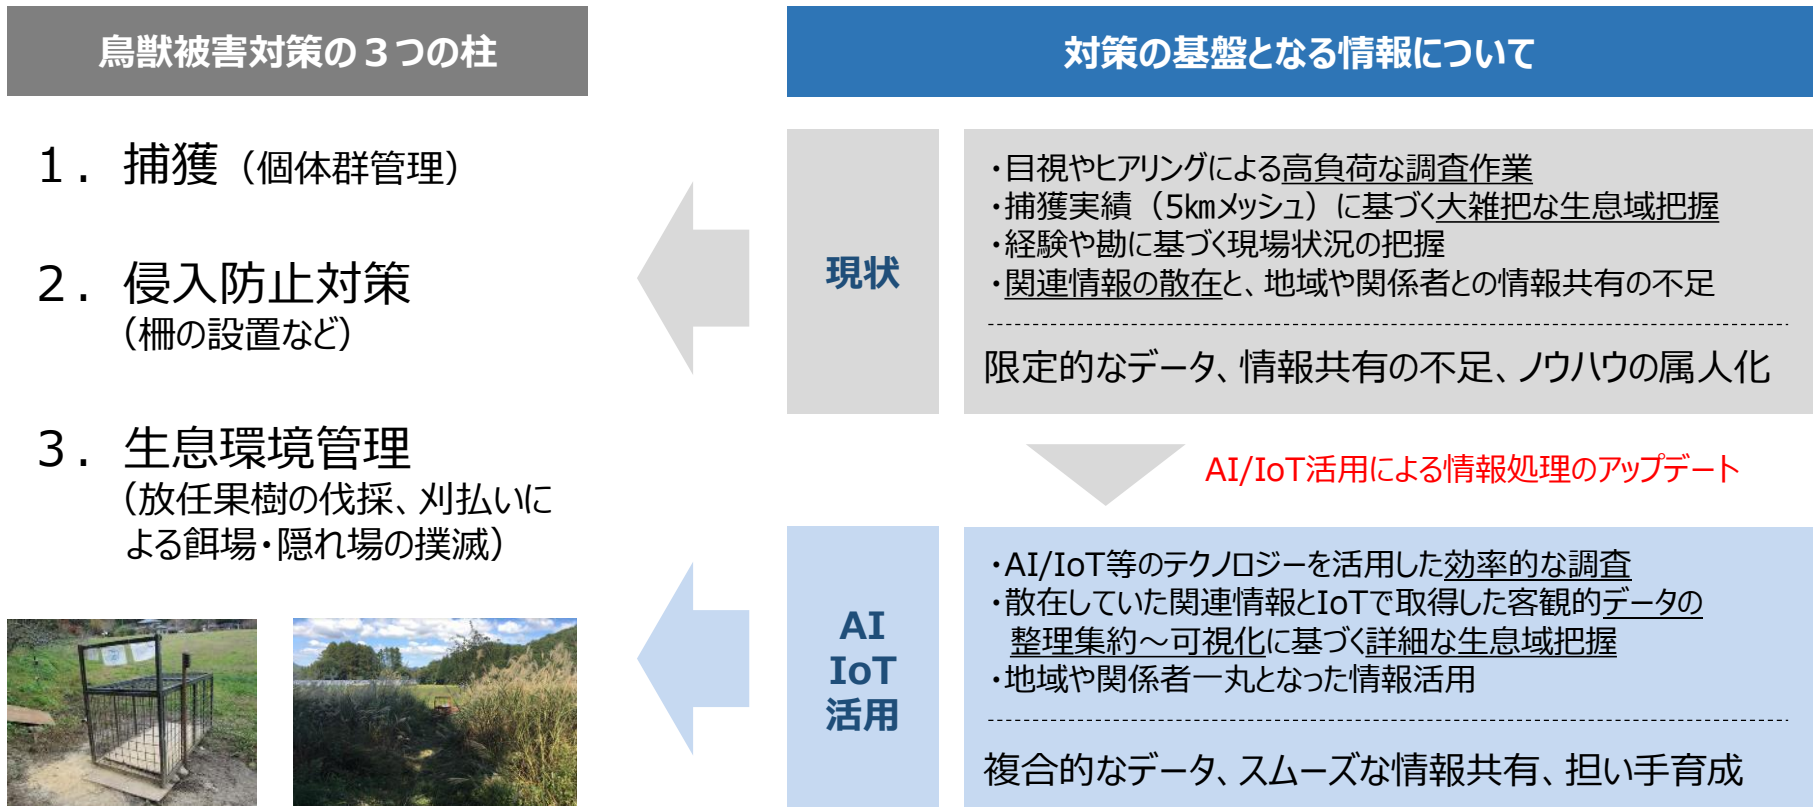 鳥獣被害対策の３つの柱
１．捕獲（個体群管理）
２．侵入防止対策
（柵の設置など）
３．生息環境管理
（放任果樹の伐採、刈払いに
よる餌場・隠れ場の撲滅）
対策の基盤となる情報について
現状
・目視やヒアリングによる高負荷な調査作業
・捕獲実績（5㎞メッシュ）に基づく大雑把な生息域把握
・経験や勘に基づく現場状況の把握
・関連情報の散在と、地域や関係者との情報共有の不足
限定的なデータ、情報共有の不足、ノウハウの属人化
AI/IoT活用による情報処理のアップデート
AI
IoT
活用
・AI/IoT等のテクノロジーを活用した効率的な調査
・散在していた関連情報とIoTで取得した客観的データの
整理集約～可視化に基づく詳細な生息域把握
・地域や関係者一丸となった情報活用
複合的なデータ、スムーズな情報共有、担い手育成